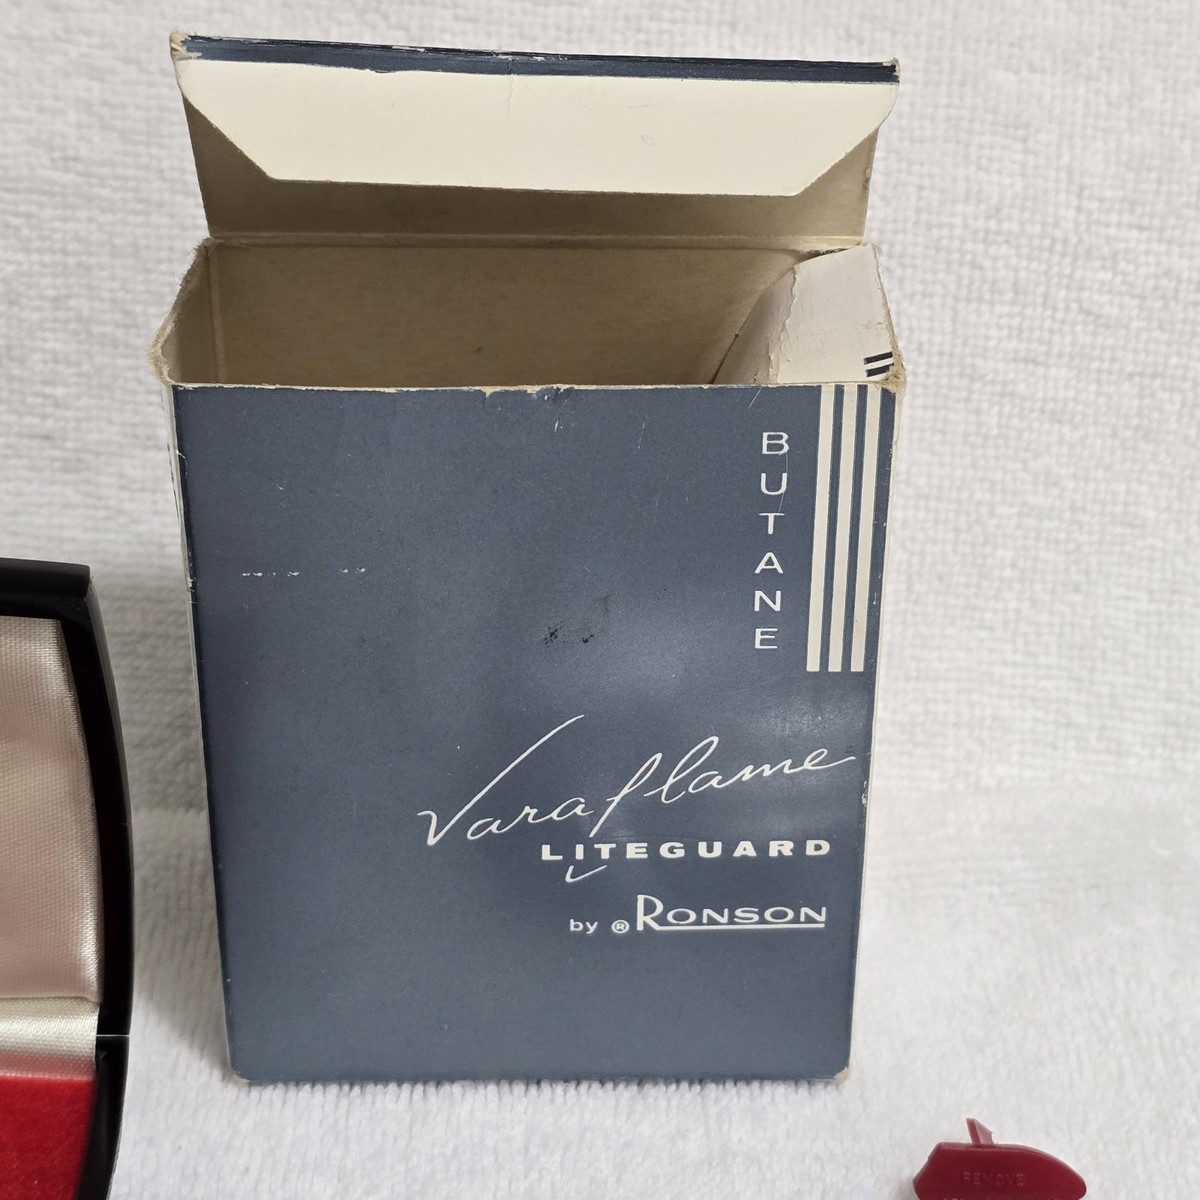 BUTANE
Varaflame
LITEGUARD
by ® RONSON
REMOVE